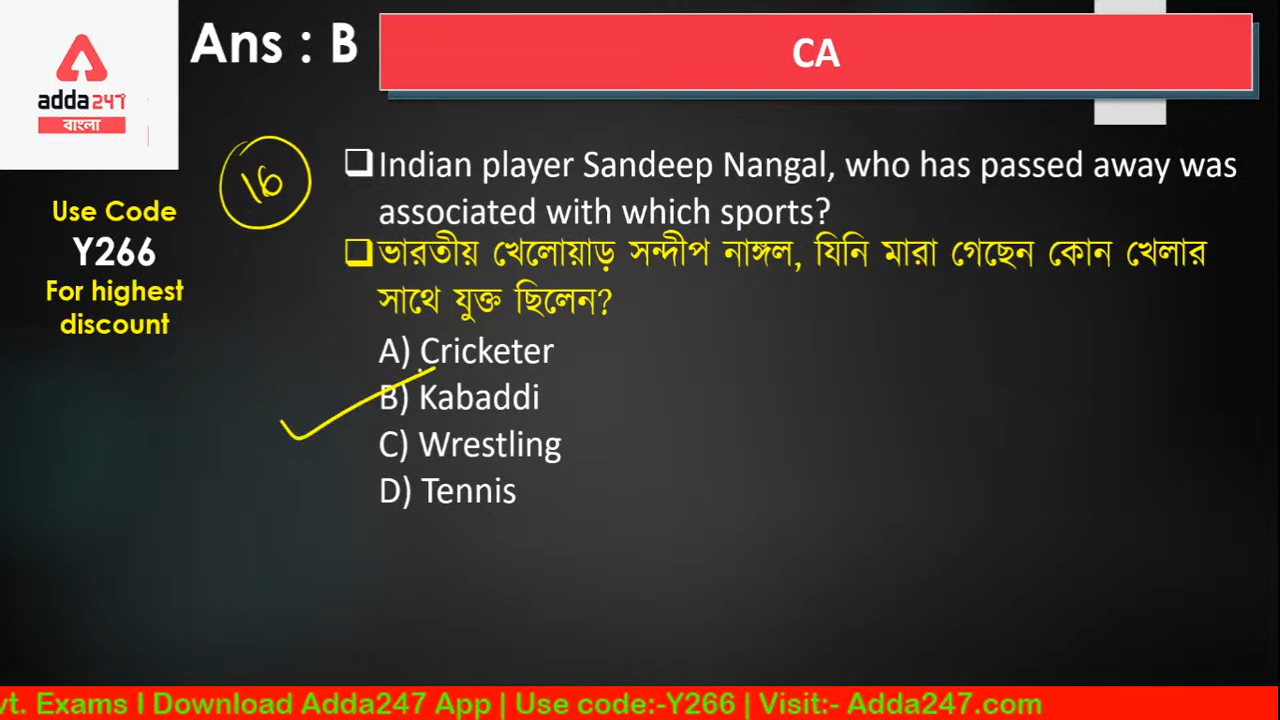 Ans : B
CA
adda247
বাংলা
16
Use Code
Y266
For highest
discount
Indian player Sandeep Nangal, who has passed away was
associated with which sports?
ভারতীয় খেলোয়াড় সন্দীপ নাঙ্গল, যিনি মারা গেছেন কোন খেলার
সাথে যুক্ত ছিলেন?
A) Cricketer
B) Kabaddi
C) Wrestling
D) Tennis
vt. Exams I Download Adda247 App | Use code:-Y266 | Visit:- Adda247.com